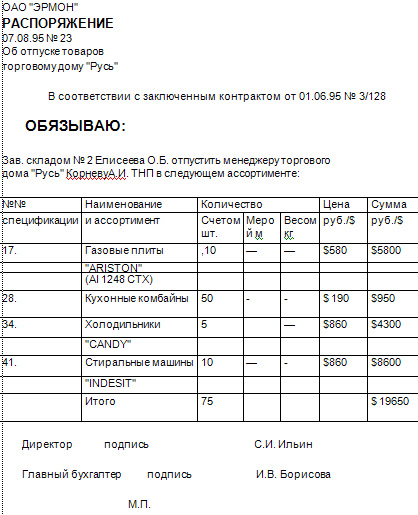 ОАО "ЭРМОН"
РАСПОРЯЖЕНИЕ
07.08.95 № 23
Об отпуске товаров
торговому дому "Русь"
В соответствии с заключенным контрактом от 01.06.95 № 3/128
ОБЯЗЫВАЮ:
Зав. складом № 2 Елисеева О.Б. отпустить менеджеру торгового
дома "Русь" КорневуА.И. ТНП в следующем ассортименте:
№№ Наименование Количество Цена Сумма
спецификации и ассортимент Счетом шт. Мерой м Весом кг руб./$ руб./$
17. Газовые плиты ,10 — — $580 $5800
"ARISTON"
(AI 1248 CTX)
28. Кухонные комбайны 50 - - $ 190 $950
34. Холодильники 5 — $860 $4300
"CANDY"
41. Стиральные машины 10 — - $860 $8600
"INDESIT"
Итого 75 $ 19650
Директор подпись С.И. Ильин
Главный бухгалтер подпись И.В. Борисова
М.П.